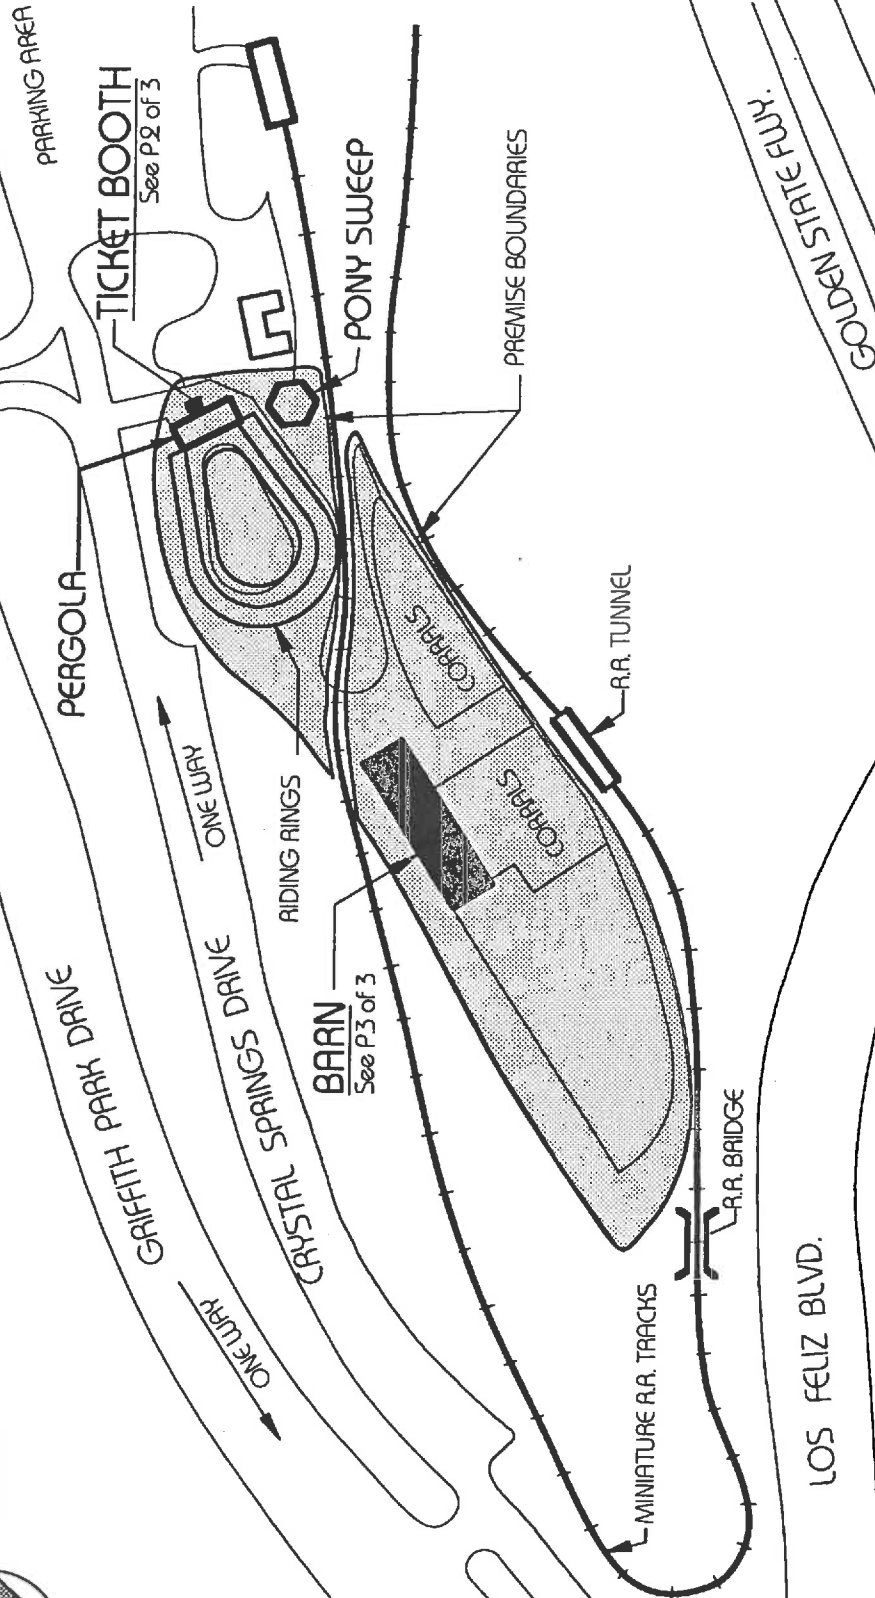 PARKING AREA
TICKET BOOTH
See P2 of 3
PONY SWEEP
PREMISE BOUNDARIES
GOLDEN STATE FWY.
PERGOLA
CORRALS
R.R. TUNNEL
ONE WAY
RIDING RINGS
CORRALS
BARN
See P3 of 3
GRIFFITH PARK DRIVE
CRYSTAL SPRINGS DRIVE
ONE WAY
R.R. BRIDGE
MINIATURE R.R. TRACKS
LOS FELIZ BLVD.